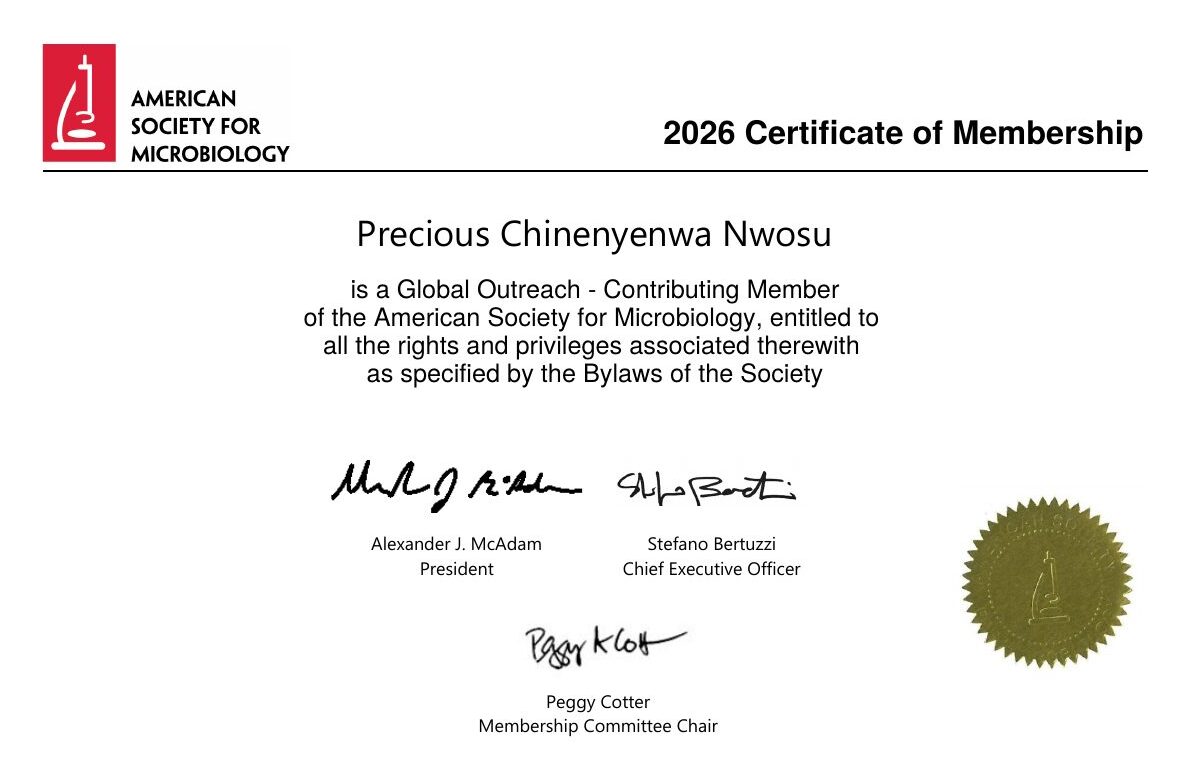 AMERICAN
SOCIETY FOR
MICROBIOLOGY
2026 Certificate of Membership
Precious Chinenyenwa Nwosu
is a Global Outreach - Contributing Member
of the American Society for Microbiology, entitled to
all the rights and privileges associated therewith
as specified by the Bylaws of the Society
Alexander J. McAdam
President
Stefano Bertuzzi
Chief Executive Officer
Peggy K Cott
Peggy Cotter
Membership Committee Chair